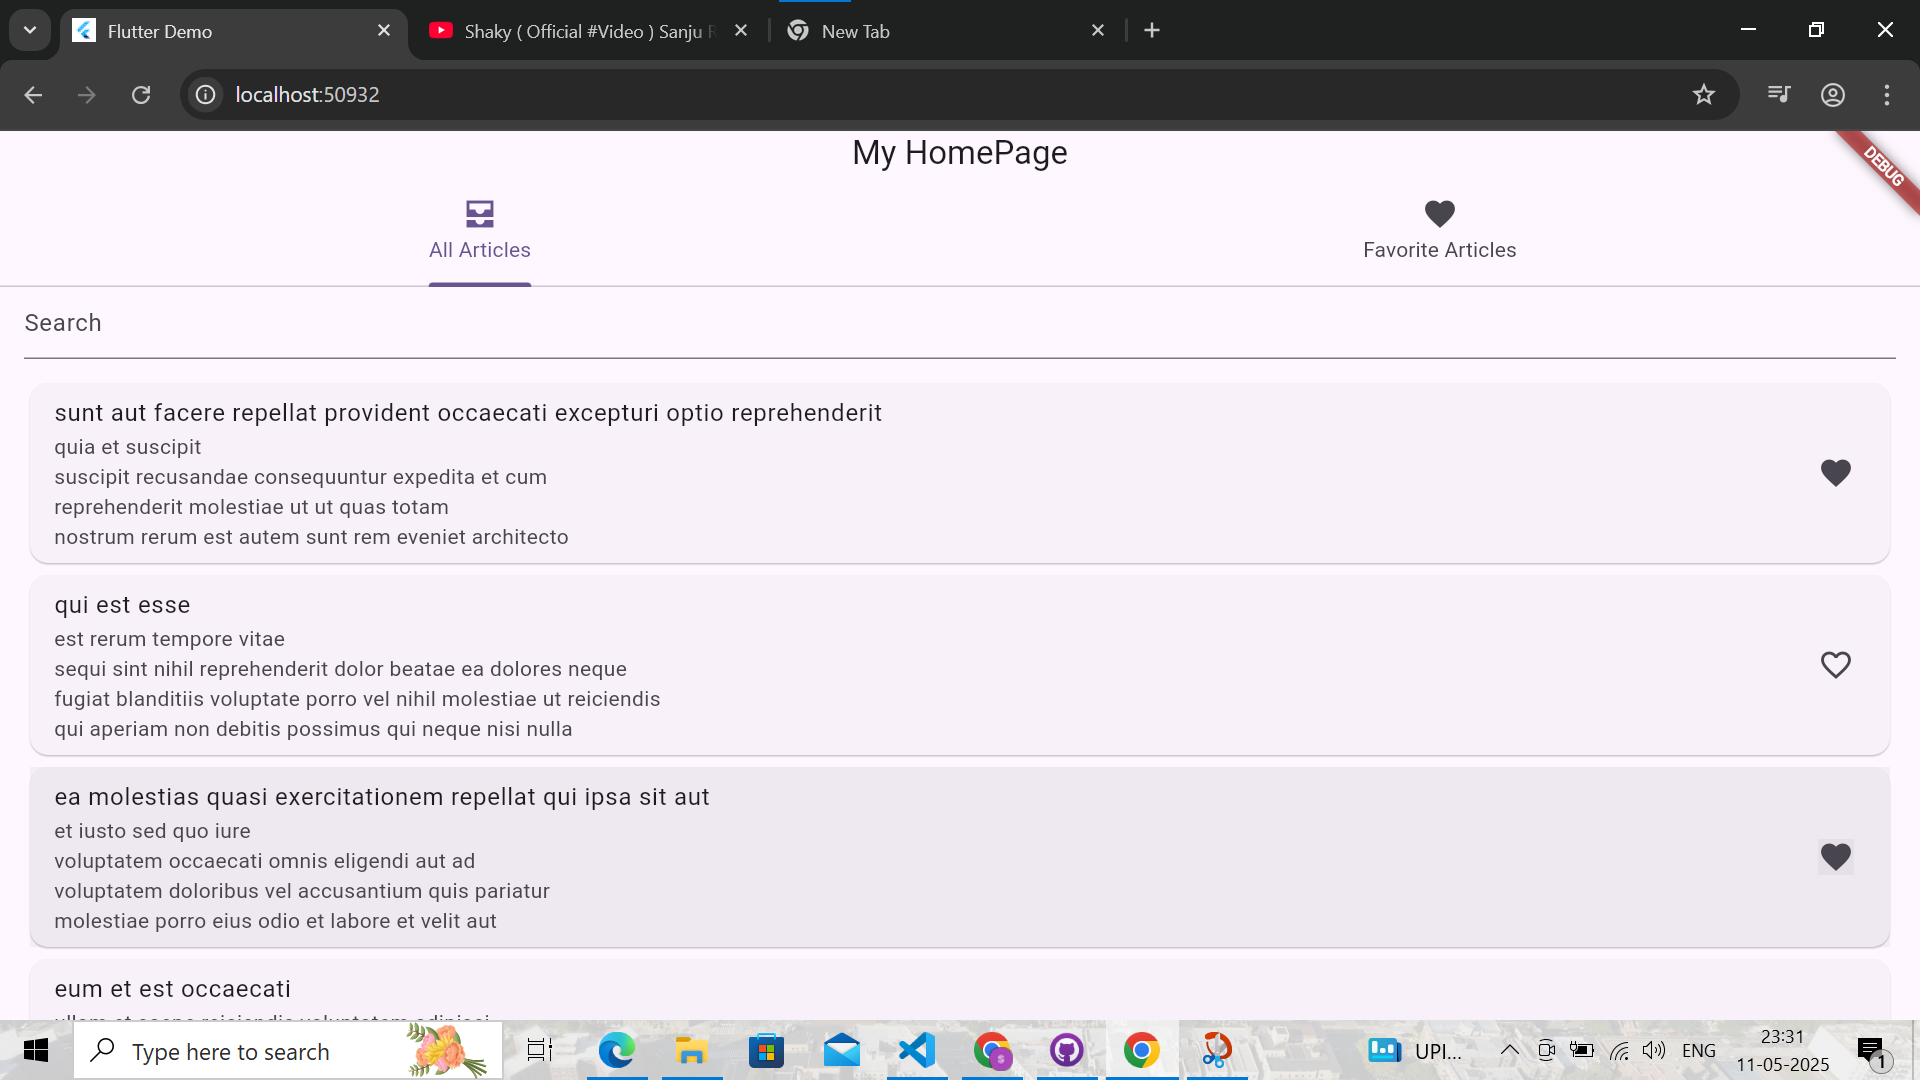 Flutter Demo
Shaky ( Official #Video ) Sanju R
New Tab
localhost:50932
My HomePage
DEBUG
All Articles
Favorite Articles
Search
sunt aut facere repellat provident occaecati excepturi optio reprehenderit
quia et suscipit
suscipit recusandae consequuntur expedita et cum
reprehenderit molestiae ut ut quas totam
nostrum rerum est autem sunt rem eveniet architecto
qui est esse
est rerum tempore vitae
sequi sint nihil reprehenderit dolor beatae ea dolores neque
fugiat blanditiis voluptate porro vel nihil molestiae ut reiciendis
qui aperiam non debitis possimus qui neque nisi nulla
ea molestias quasi exercitationem repellat qui ipsa sit aut
et iusto sed quo iure
voluptatem occaecati omnis eligendi aut ad
voluptatem doloribus vel accusantium quis pariatur
molestiae porro eius odio et labore et velit aut
eum et est occaecati
Type here to search
s
UPI...
ENG
23:31
11-05-2025
1